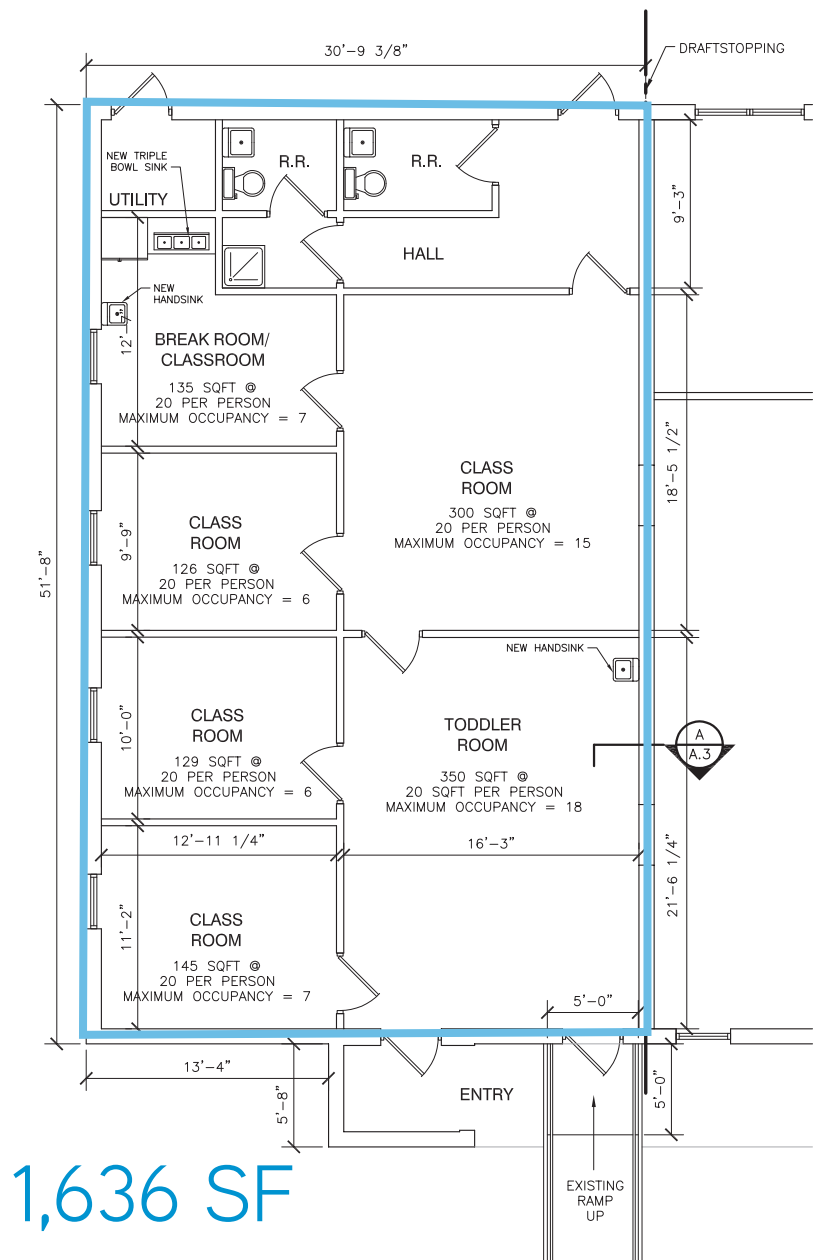 30'-9 3/8"
DRAFTSTOPPING
NEW TRIPLE
BOWL SINK
UTILITY
R.R.
R.R.
9'-3"
HALL
NEW
HANDSINK
BREAK ROOM/
CLASSROOM
135 SQFT @
20 PER PERSON
MAXIMUM OCCUPANCY = 7
CLASS
ROOM
300 SQFT @
20 PER PERSON
MAXIMUM OCCUPANCY = 15
18'-5 1/2"
51'-8"
9'-9"
CLASS
ROOM
126 SQFT @
20 PER PERSON
MAXIMUM OCCUPANCY = 6
NEW HANDSINK
10'-0"
CLASS
ROOM
129 SQFT @
20 PER PERSON
MAXIMUM OCCUPANCY = 6
TODDLER
ROOM
350 SQFT @
20 SQFT PER PERSON
MAXIMUM OCCUPANCY = 18
A
A.3
12'-11 1/4"
16'-3"
21'-6 1/4"
11'-2"
CLASS
ROOM
145 SQFT @
20 PER PERSON
MAXIMUM OCCUPANCY = 7
5'-0"
13'-4"
5'-8"
ENTRY
5'-0"
EXISTING
RAMP
UP
1,636 SF